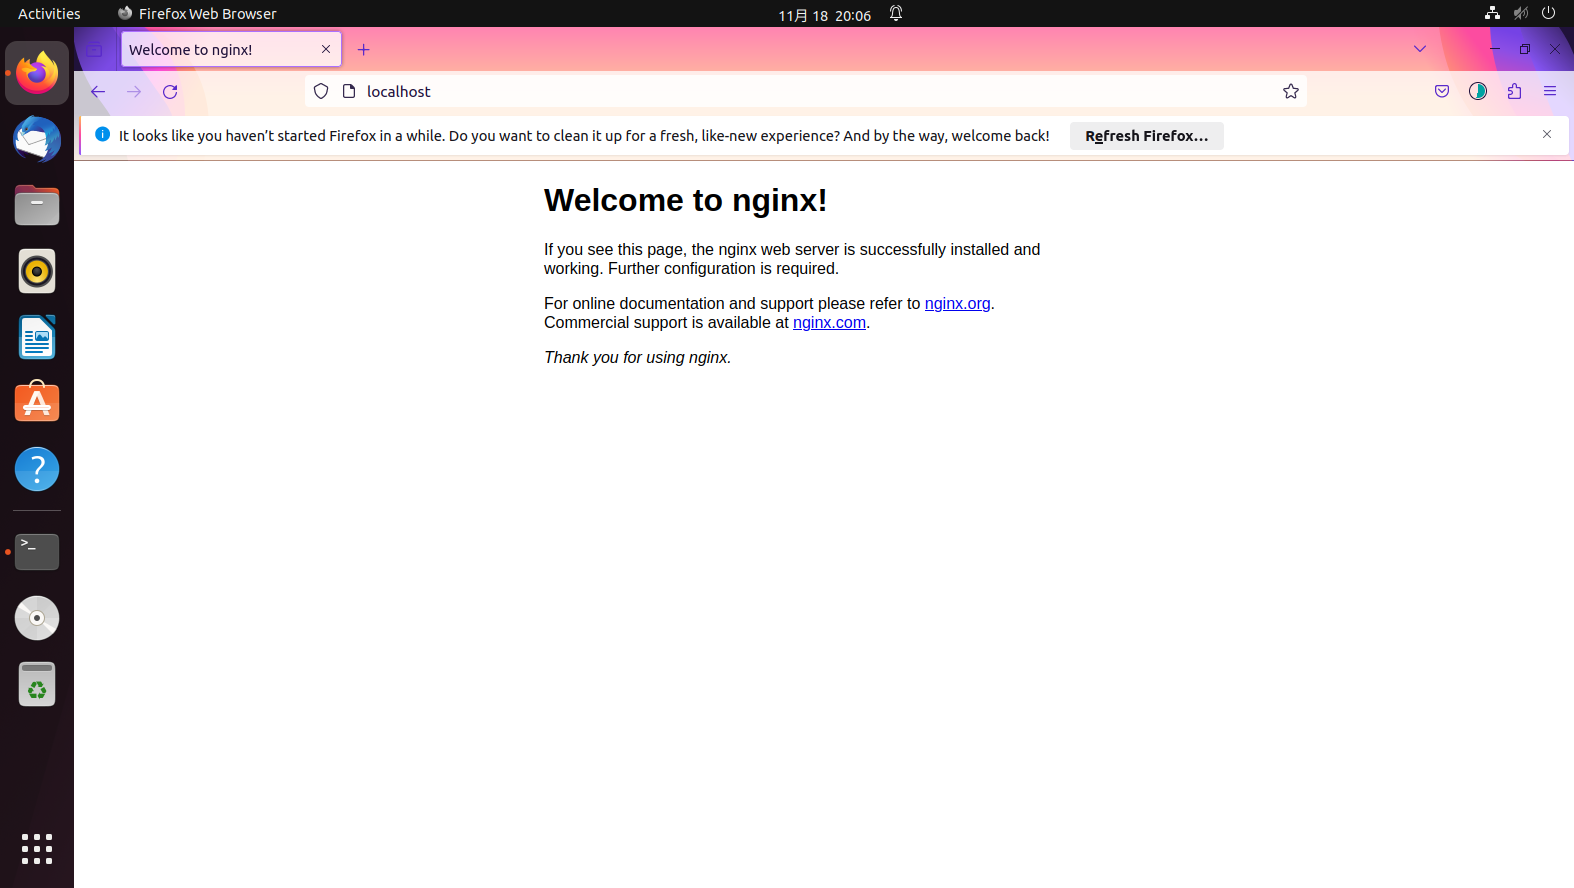 Activities
Firefox Web Browser
11月 18 20:06
Welcome to nginx!
localhost
It looks like you haven't started Firefox in a while. Do you want to clean it up for a fresh, like-new experience? And by the way, welcome back!
Refresh Firefox…
Welcome to nginx!
If you see this page, the nginx web server is successfully installed and
working. Further configuration is required.
For online documentation and support please refer to nginx.org.
Commercial support is available at nginx.com.
Thank you for using nginx.